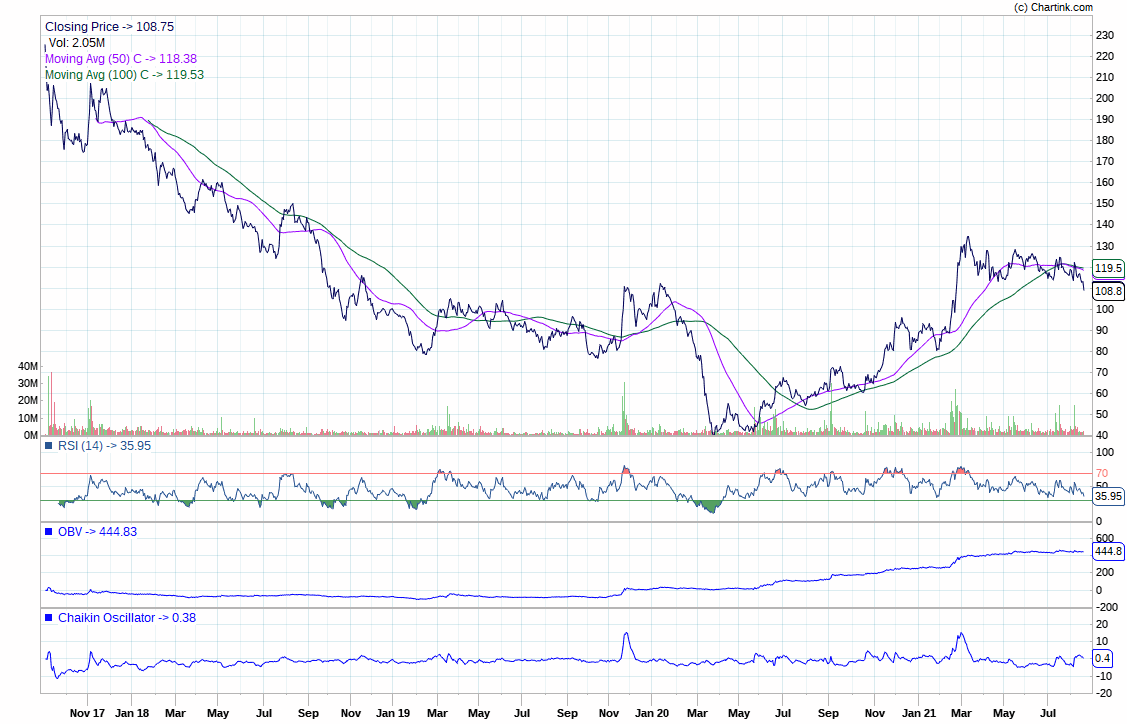 (c) Chartink.com
Closing Price -> 108.75
Vol: 2.05M
Moving Avg (50) C -> 118.38
Moving Avg (100) C -> 119.53
230
220
210
200
190
180
170
160
150
140
130
119.5
108.8
100
90
80
70
60
50
40
40M
30M
20M
10M
0M
RSI (14) -> 35.95
100
70
50
35.95
0
OBV -> 444.83
600
444.8
200
0
-200
Chaikin Oscillator -> 0.38
20
10
0.4
-10
-20
Nov 17 Jan 18 Mar May Jul Sep Nov Jan 19 Mar May Jul Sep Nov Jan 20 Mar May Jul Sep Nov Jan 21 Mar May Jul